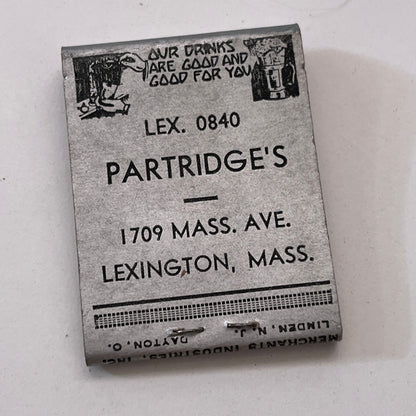 OUR DRINKS
ARE GOOD AND
GOOD FOR YOU
LEX. 0840
PARTRIDGE'S
1709 MASS. AVE.
LEXINGTON, MASS.
MERCHANTS INDUSTRIES, INC.
DAYTON, O. LINDEN, N. J.